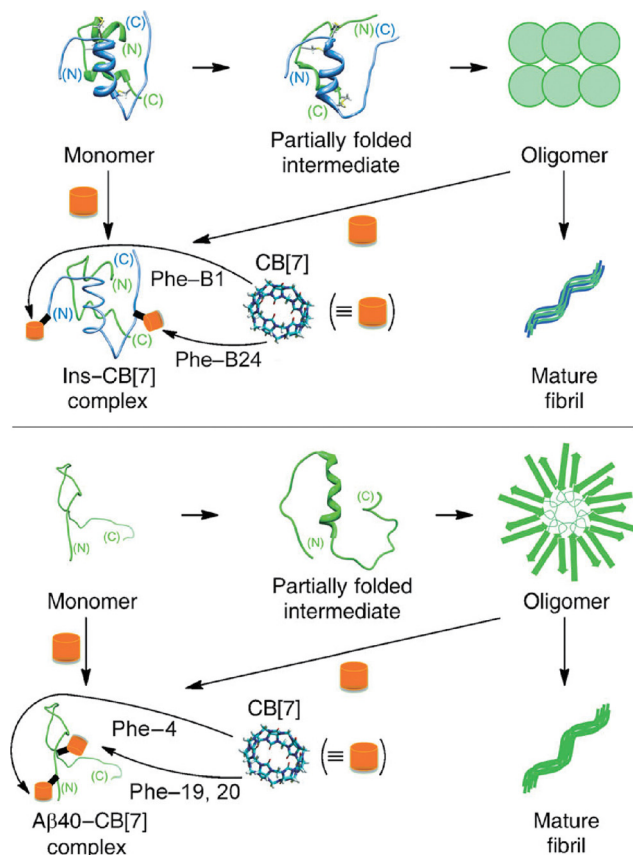 (C)
(N)
(N)
(C)
(N)(C)
(N)
(C)
Monomer
Partially folded
intermediate
Oligomer
Phe–B1
CB[7]
(C)
(N)
(N)
(C)
(≡ )
Phe–B24
Ins–CB[7]
complex
Mature
fibril
(N)
(C)
(C)
(N)
Monomer
Partially folded
intermediate
Oligomer
Phe–4
CB[7]
(C)
(N)
(≡ )
Phe–19, 20
Aβ40–CB[7]
complex
Mature
fibril